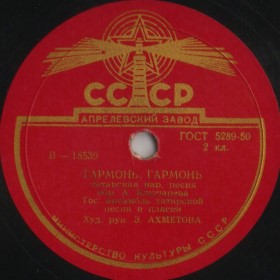 СССР
АПРЕЛЕВСКИЙ ЗАВОД
ГОСТ 5289-50
2 кл.
В — 18539
ГАРМОНЬ, ГАРМОНЬ
Татарская нар. песня
А.
Гос. ансамбль татарской
песни и пляски
Худ. рук. З. АХМЕТОВА
МИНИСТЕРСТВО КУЛЬТУРЫ СССР